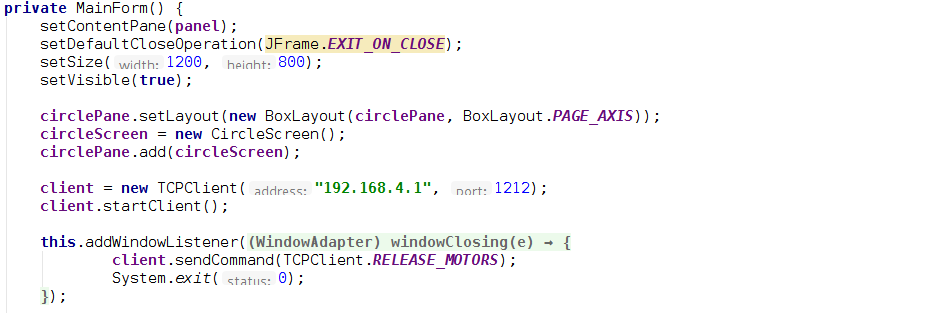 private MainForm() {
setContentPane(panel);
setDefaultCloseOperation(JFrame.EXIT_ON_CLOSE);
setSize( width: 1200, height: 800);
setVisible(true);
circlePane.setLayout(new BoxLayout(circlePane, BoxLayout.PAGE_AXIS));
circleScreen = new CircleScreen();
circlePane.add(circleScreen);
client = new TCPClient( address: "192.168.4.1", port: 1212);
client.startClient();
this.addWindowListener((WindowAdapter) windowClosing(e) → {
client.sendCommand(TCPClient.RELEASE_MOTORS);
System.exit( status: 0);
});